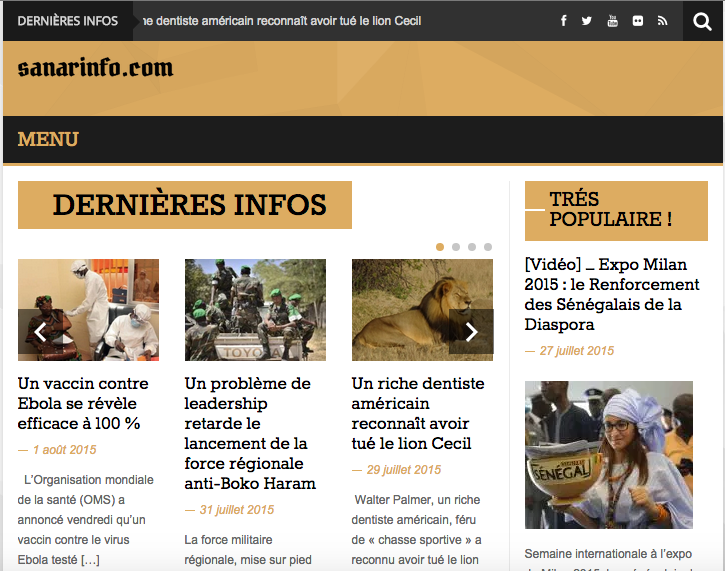 DERNIÈRES INFOS
ne dentiste américain reconnaît avoir tué le lion Cecil
sanarinfo.com
MENU
DERNIÈRES INFOS
Un vaccin contre
Ebola se révèle
efficace à 100 %
— 1 août 2015
L'Organisation mondiale
de la santé (OMS) a
annoncé vendredi qu'un
vaccin contre le virus
Ebola testé [...]
Un problème de
leadership
retarde le
lancement de la
force régionale
anti-Boko Haram
— 31 juillet 2015
La force militaire
régionale, mise sur pied
TOYOTA
Un riche dentiste
américain
reconnaît avoir
tué le lion Cecil
— 29 juillet 2015
Walter Palmer, un riche
dentiste américain, féru
de « chasse sportive » a
reconnu avoir tué le lion
TRÉS
POPULAIRE !
[Vidéo] _ Expo Milan
2015 : le Renforcement
des Sénégalais de la
Diaspora
— 27 juillet 2015
SÉNÉGAL
Semaine internationale à l'expo